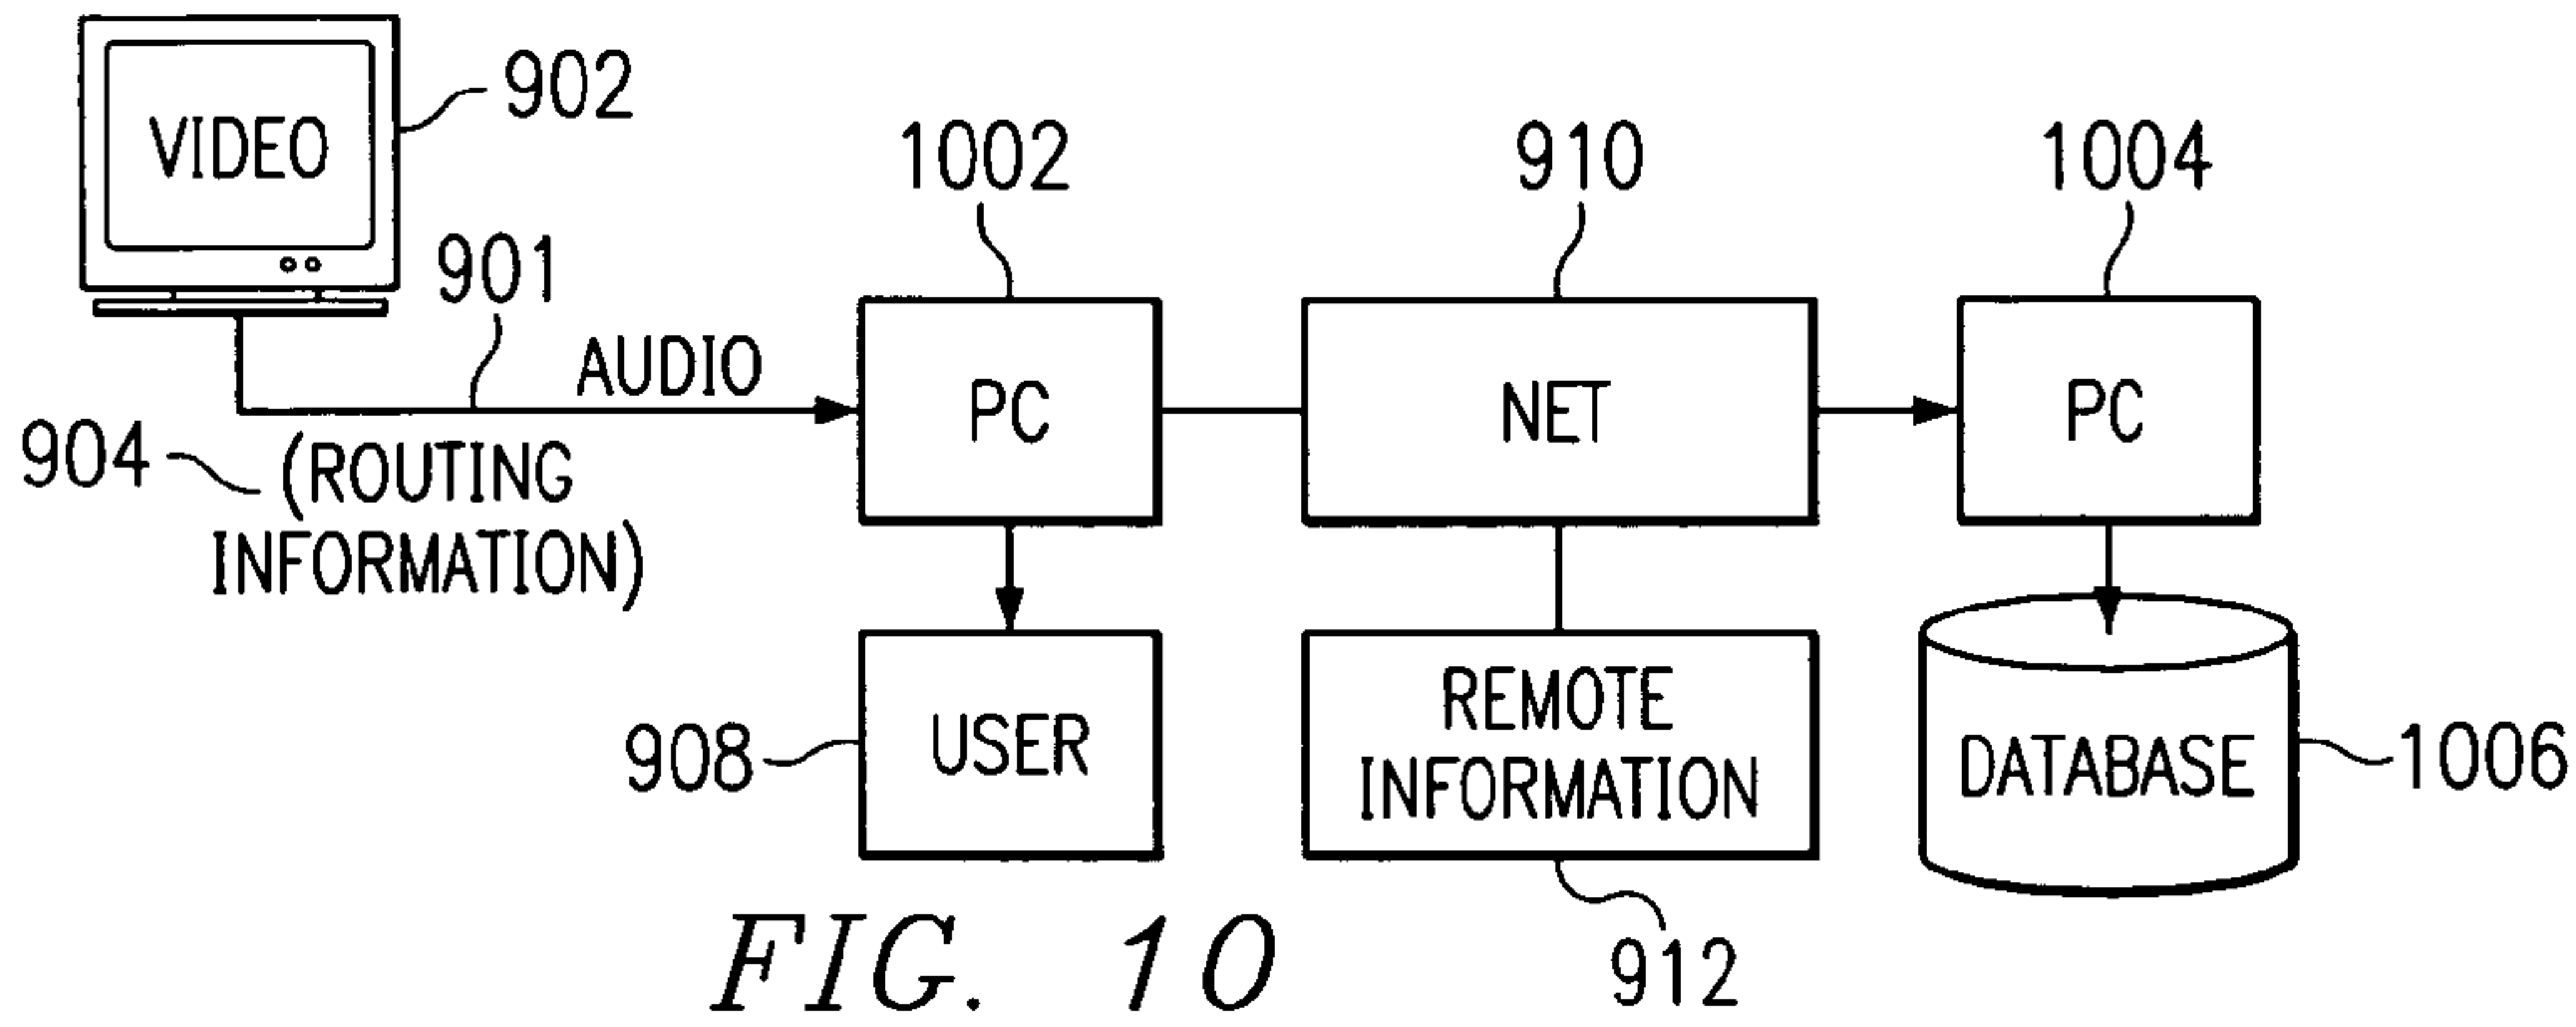 VIDEO
902
901
AUDIO
904
(ROUTING
INFORMATION)
1002
PC
910
NET
1004
PC
908
USER
REMOTE
INFORMATION
912
DATABASE
1006
FIG. 10